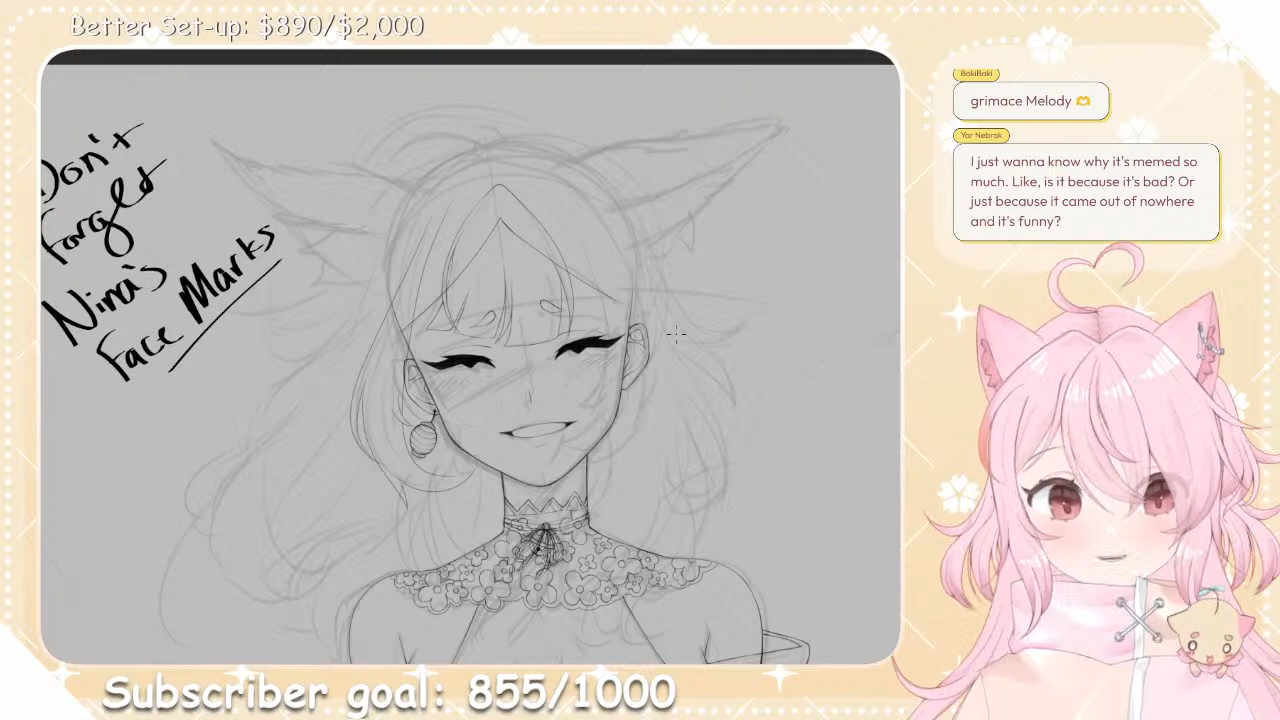 Better Set-up: $890/$2,000
Don't
Forget
Nina's
Face Marks
BakiBaki
grimace Melody 🫶
Yar Nebrok
I just wanna know why it's memed so
much. Like, is it because it's bad? Or
just because it came out of nowhere
and it's funny?
Subscriber goal: 855/1000